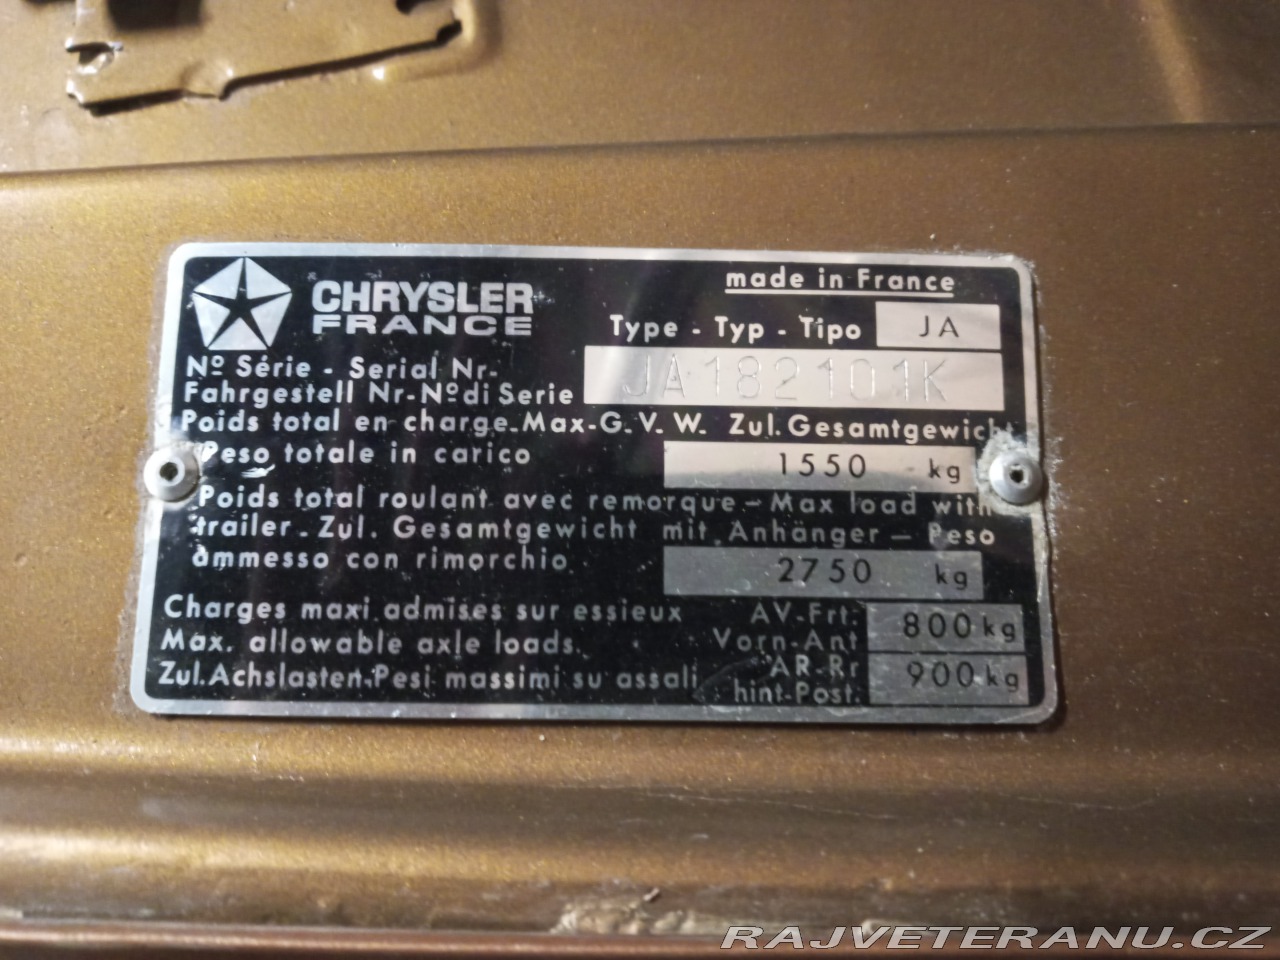 CHRYSLER
FRANCE
made in France
Type - Typ - Tipo JA
Nº Série - Serial Nr-
Fahrgestell Nr-Nºdi Serie JA182101K
Poids total en charge-Max-G.V.W. Zul.Gesamtgewicht
Peso totale in carico 1550 kg
Poids total roulant avec remorque - Max load with
trailer - Zul. Gesamtgewicht mit Anhänger - Peso
ammesso con rimorchio 2750 kg
Charges maxi admises sur essieux AV-Frt: 800 kg
Max. allowable axle loads. Vorn-Ant
Zul.Achslasten.Pesi massimi su assali AR-Rr 900 kg
hint-Post.
RAJVETERANU.CZ